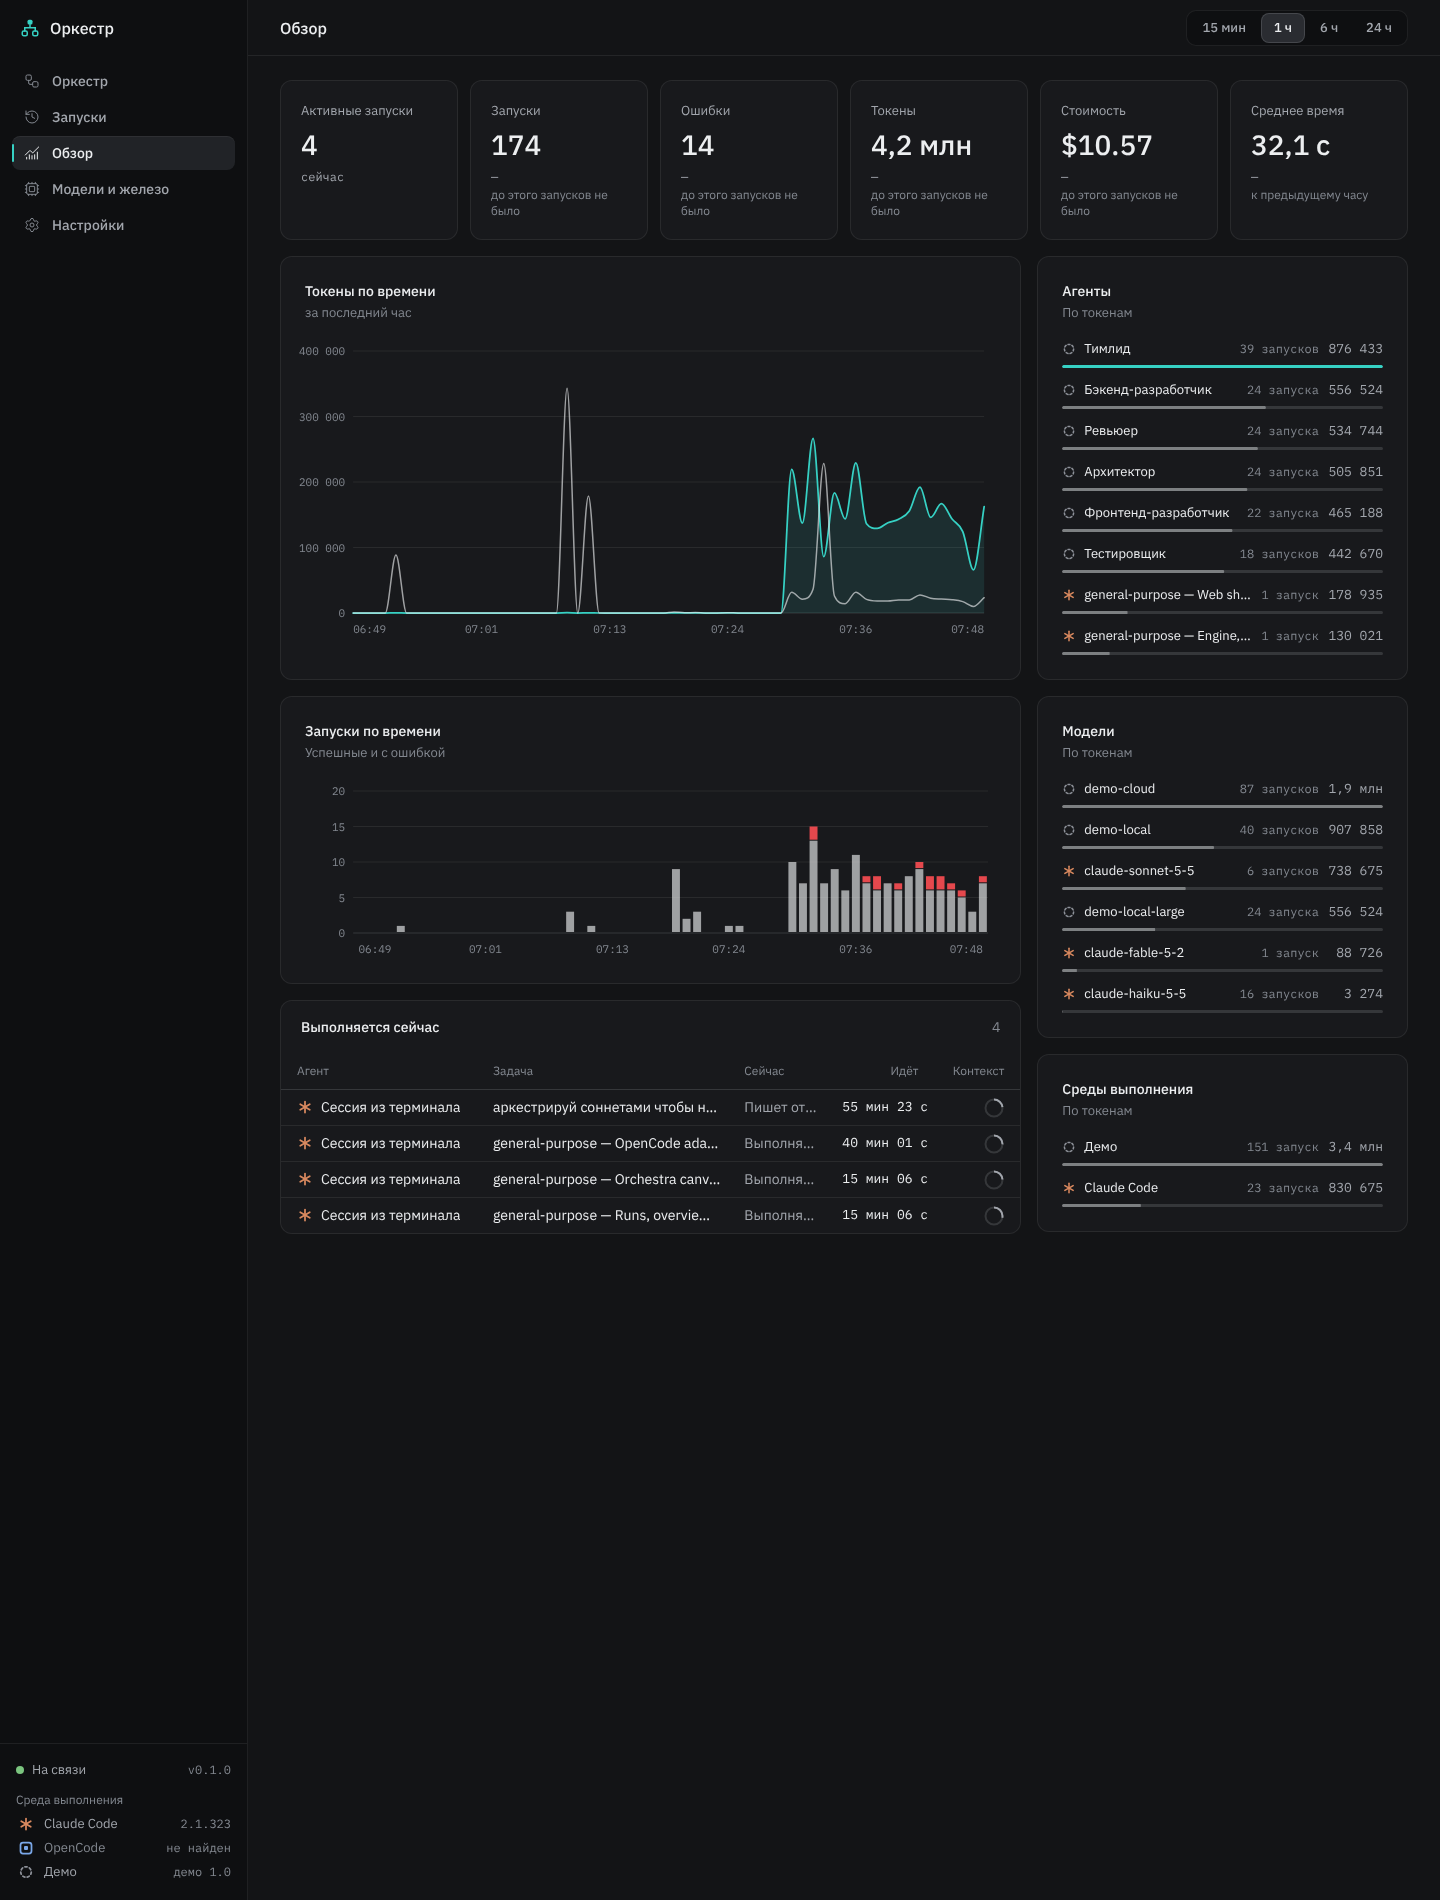 Оркестр
Оркестр
Запуски
Обзор
Модели и железо
Настройки
Обзор
15 мин
1 ч
6 ч
24 ч
Активные запуски
4
сейчас
Запуски
174
—
до этого запусков не
было
Ошибки
14
—
до этого запусков не
было
Токены
4,2 млн
—
до этого запусков не
было
Стоимость
$10.57
—
до этого запусков не
было
Среднее время
32,1 с
—
к предыдущему часу
Токены по времени
за последний час
400 000
300 000
200 000
100 000
0
06:49 07:01 07:13 07:24 07:36 07:48
Агенты
По токенам
Тимлид 39 запусков 876 433
Бэкенд-разработчик 24 запуска 556 524
Ревьюер 24 запуска 534 744
Архитектор 24 запуска 505 851
Фронтенд-разработчик 22 запуска 465 188
Тестировщик 18 запусков 442 670
general-purpose — Web sh... 1 запуск 178 935
general-purpose — Engine,... 1 запуск 130 021
Запуски по времени
Успешные и с ошибкой
20
15
10
5
0
06:49 07:01 07:13 07:24 07:36 07:48
Модели
По токенам
demo-cloud 87 запусков 1,9 млн
demo-local 40 запусков 907 858
claude-sonnet-5-5 6 запусков 738 675
demo-local-large 24 запуска 556 524
claude-fable-5-2 1 запуск 88 726
claude-haiku-5-5 16 запусков 3 274
Выполняется сейчас 4
Агент Задача Сейчас Идёт Контекст
Сессия из терминала аркестрируй соннетами чтобы н... Пишет от... 55 мин 23 с
Сессия из терминала general-purpose — OpenCode ada... Выполня... 40 мин 01 с
Сессия из терминала general-purpose — Orchestra canv... Выполня... 15 мин 06 с
Сессия из терминала general-purpose — Runs, overvie... Выполня... 15 мин 06 с
Среды выполнения
По токенам
Демо 151 запуск 3,4 млн
Claude Code 23 запуска 830 675
На связи v0.1.0
Среда выполнения
Claude Code 2.1.323
OpenCode не найден
Демо демо 1.0